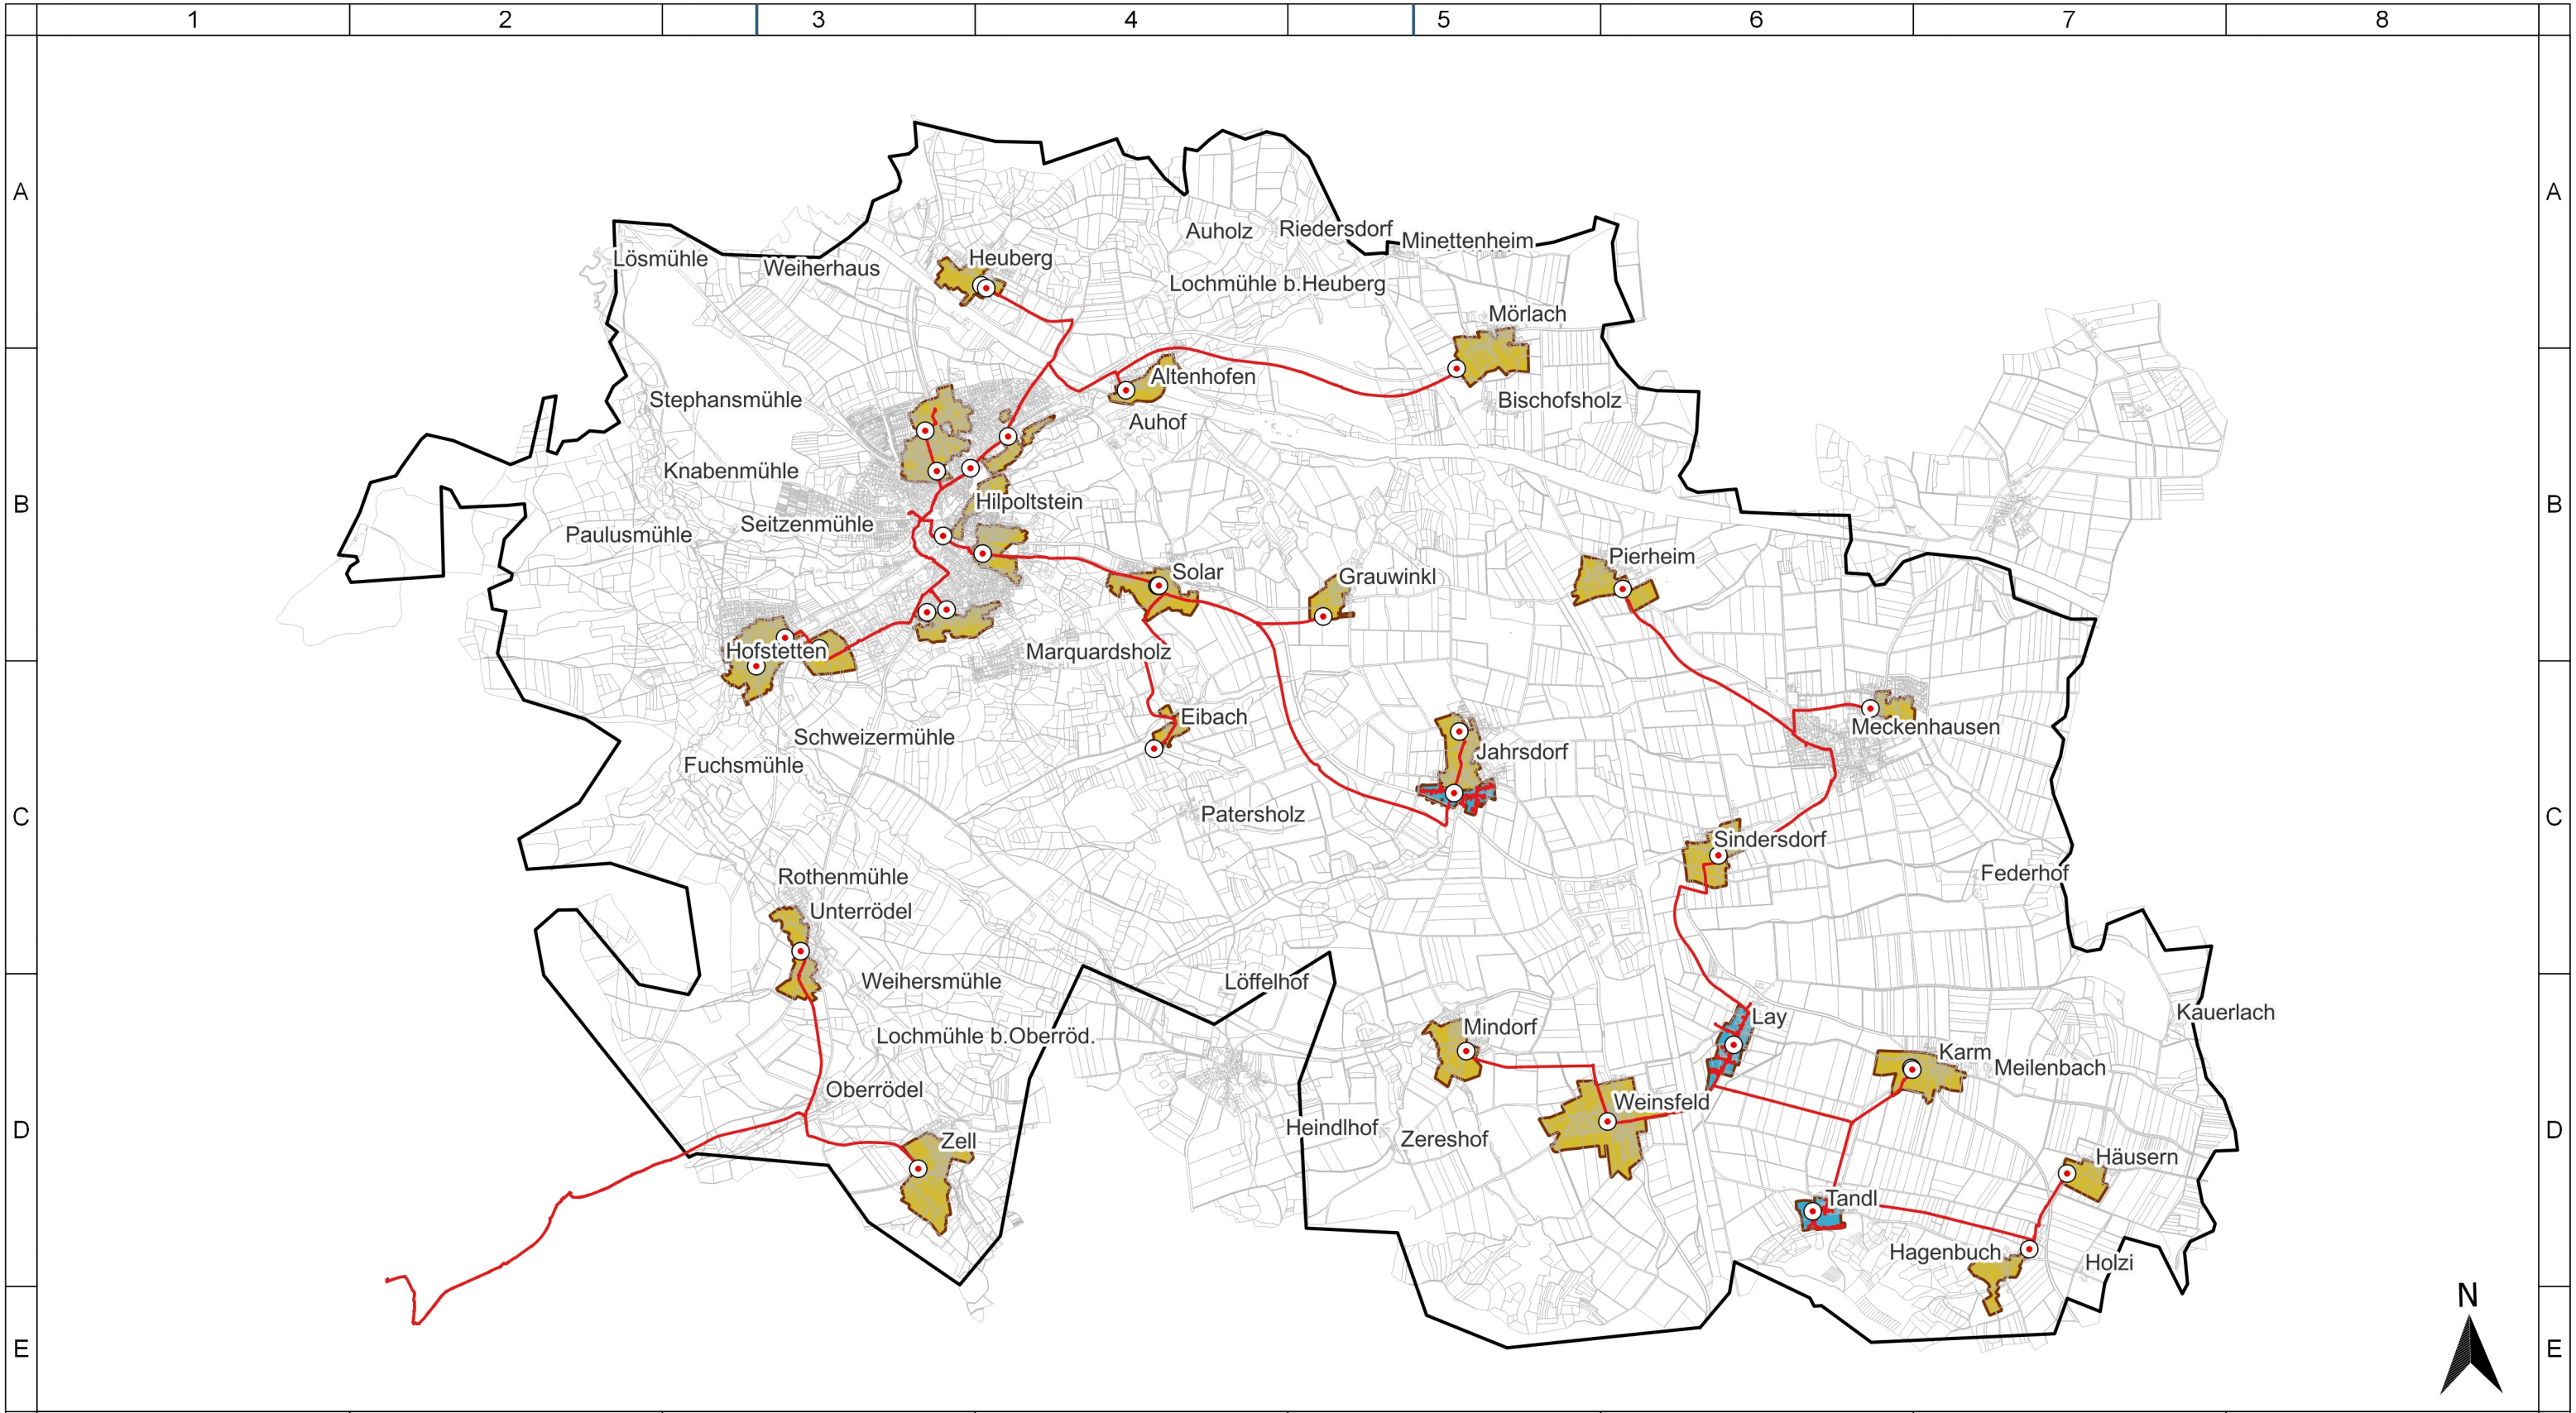 1 2 3 4 5 6 7 8
A A
Auholz Riedersdorf
Minettenheim
Lösmühle Weiherhaus Heuberg
Lochmühle b.Heuberg
Mörlach
Altenhofen
Stephansmühle Bischofsholz
Auhof
Knabenmühle
Hilpoltstein
B B
Seitzenmühle
Paulusmühle
Pierheim
Solar Grauwinkl
Hofstetten Marquardsholz
Eibach
Meckenhausen
Schweizermühle
Jahrsdorf
Fuchsmühle
Patersholz
C C
Sindersdorf
Rothenmühle Federhof
Unterrödel
Weihersmühle Löffelhof
Kauerlach
Lay
Mindorf
Lochmühle b.Oberröd.
Karm
Meilenbach
Oberrödel
Weinsfeld
Heindlhof
D D
Zell Zereshof
Häusern
Tandl
Hagenbuch
Holzi
N
E E